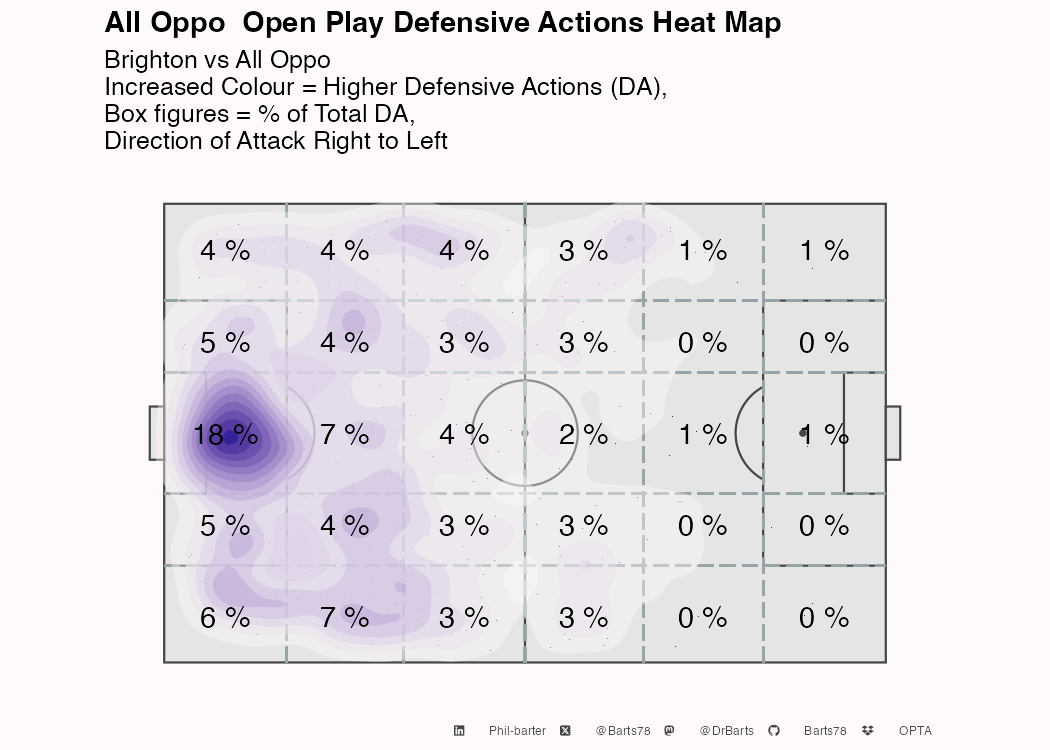 All Oppo  Open Play Defensive Actions Heat Map
Brighton vs All Oppo
Increased Colour = Higher Defensive Actions (DA),
Box figures = % of Total DA,
Direction of Attack Right to Left
4 % 4 % 4 % 3 % 1 % 1 %
5 % 4 % 3 % 3 % 0 % 0 %
18 % 7 % 4 % 2 % 1 % 1 %
5 % 4 % 3 % 3 % 0 % 0 %
6 % 7 % 3 % 3 % 0 % 0 %
Phil-barter @Barts78 @DrBarts Barts78 OPTA